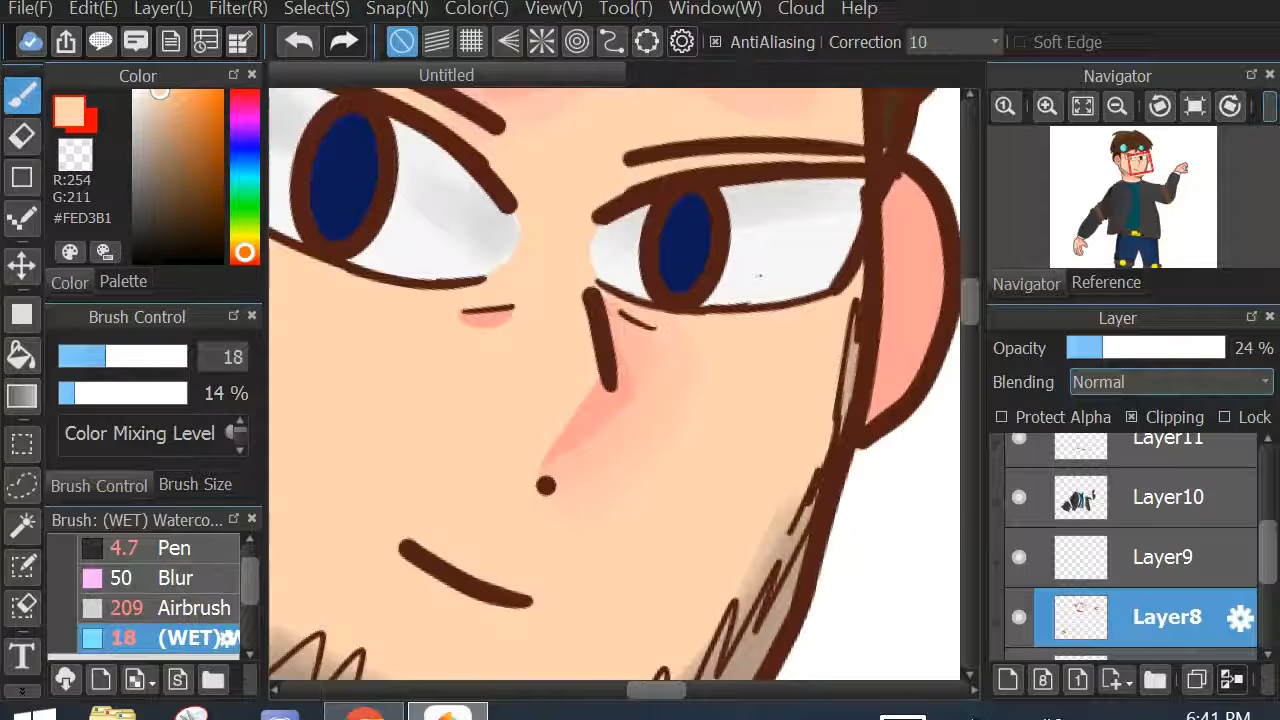 File(F) Edit(E) Layer(L) Filter(R) Select(S) Snap(N) Color(C) View(V) Tool(T) Window(W) Cloud Help
AntiAliasing Correction 10 Soft Edge
Color
Untitled
Navigator
R:254
G:211
#FED3B1
Color Palette
Navigator Reference
Brush Control
18
14 %
Color Mixing Level
Brush Control Brush Size
Brush: (WET) Waterco...
4.7 Pen
50 Blur
209 Airbrush
18 (WET)
Layer
Opacity 24 %
Blending Normal
Protect Alpha Clipping Lock
Layer11
Layer10
Layer9
Layer8
6:41 PM